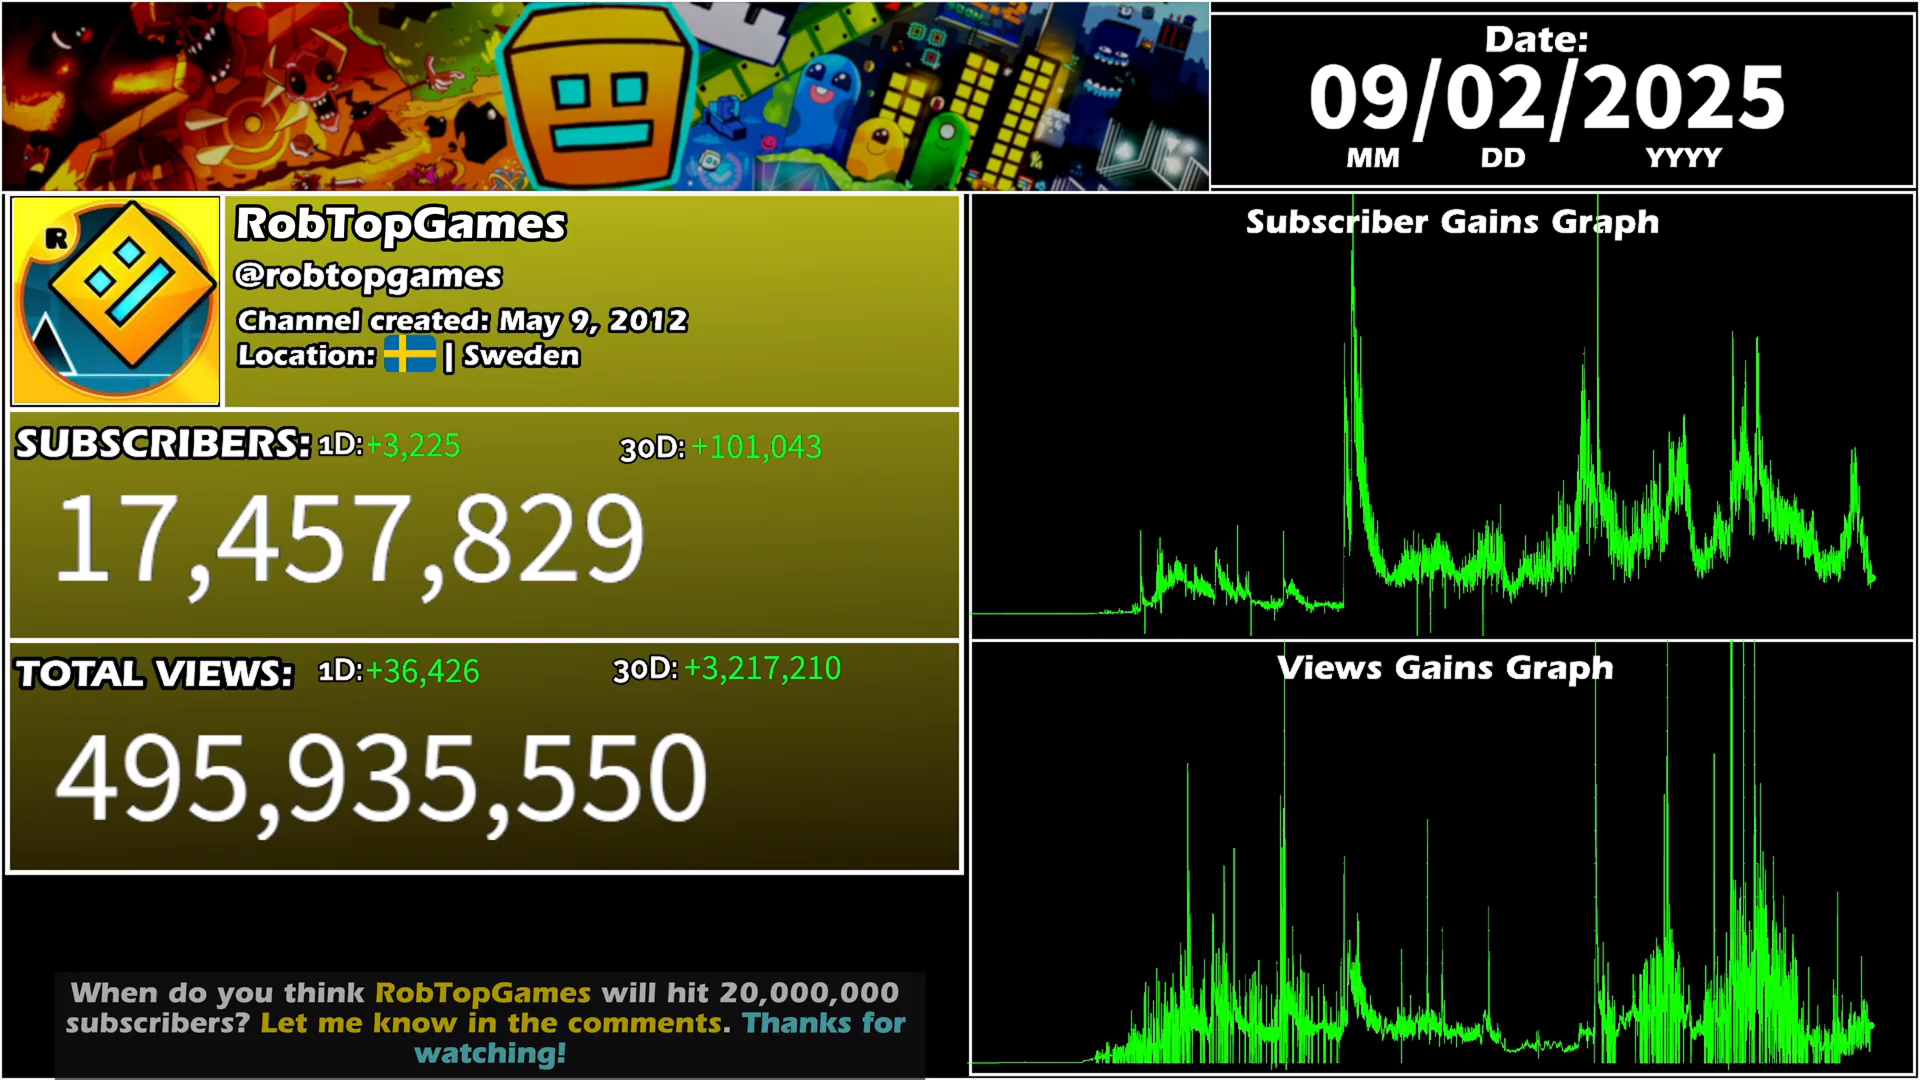 Date:
09/02/2025
MM DD YYYY
R
RobTopGames
@robtopgames
Channel created: May 9, 2012
Location: | Sweden
SUBSCRIBERS: 1D: +3,225 30D: +101,043
17,457,829
TOTAL VIEWS: 1D: +36,426 30D: +3,217,210
495,935,550
When do you think RobTopGames will hit 20,000,000
subscribers? Let me know in the comments. Thanks for
watching!
Subscriber Gains Graph
Views Gains Graph